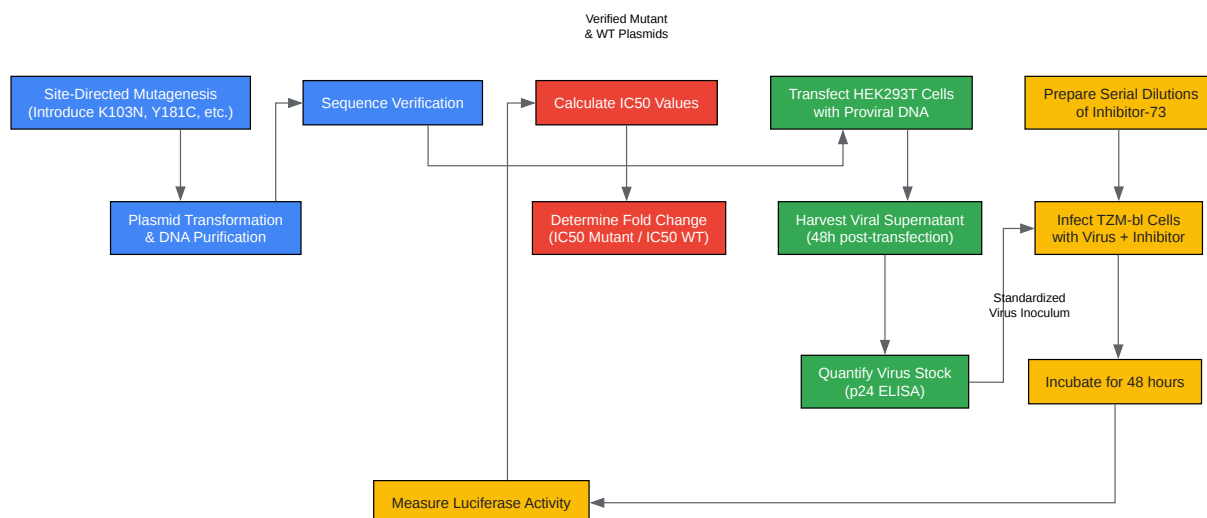 Verified Mutant
& WT Plasmids
Site-Directed Mutagenesis
(Introduce K103N, Y181C, etc.)
Sequence Verification
Calculate IC50 Values
Transfect HEK293T Cells
with Proviral DNA
Prepare Serial Dilutions
of Inhibitor-73
Plasmid Transformation
& DNA Purification
Determine Fold Change
(IC50 Mutant / IC50 WT)
Harvest Viral Supernatant
(48h post-transfection)
Infect TZM-bl Cells
with Virus + Inhibitor
Standardized
Virus Inoculum
Quantify Virus Stock
(p24 ELISA)
Incubate for 48 hours
Measure Luciferase Activity